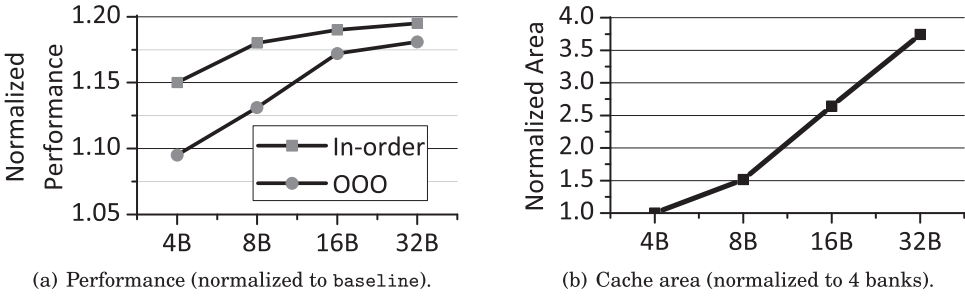 Normalized
Performance
1.20
1.15
1.10
1.05
In-order
OOO
4B 8B 16B 32B
(a) Performance (normalized to baseline).
Normalized Area
4.0
3.5
3.0
2.5
2.0
1.5
1.0
4B 8B 16B 32B
(b) Cache area (normalized to 4 banks).